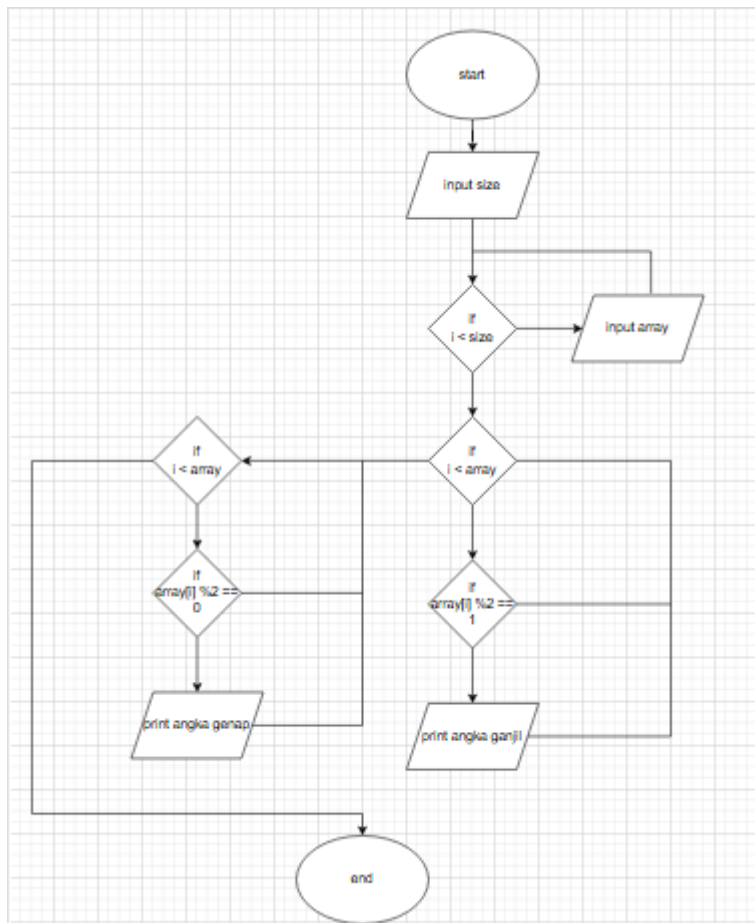 start
input size
if
i < size
input array
if
i < array
if
i < array
if
array[i] %2 ==
0
if
array[i] %2 ==
1
print angka genap
print angka ganjil
end